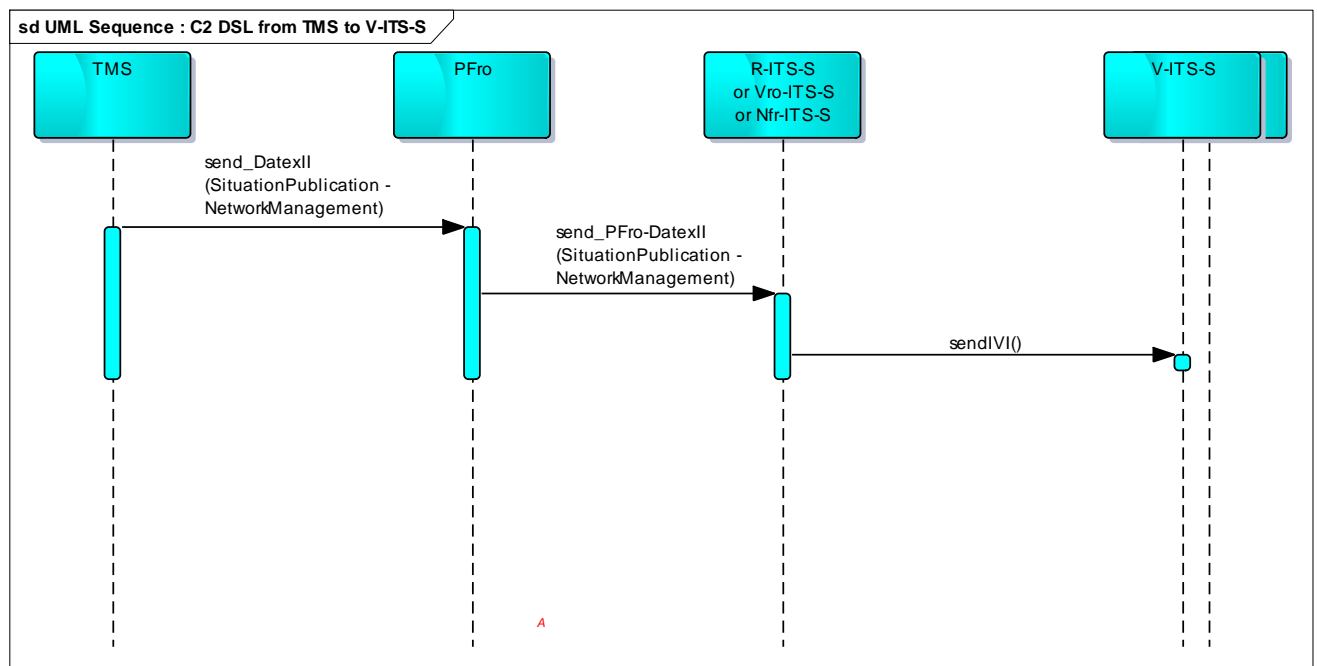 sd UML Sequence : C2 DSL from TMS to V-ITS-S
TMS
PFro
R-ITS-S
or Vro-ITS-S
or Nfr-ITS-S
V-ITS-S
send_DatexII
(SituationPublication -
NetworkManagement)
send_PFro-DatexII
(SituationPublication -
NetworkManagement)
sendIVI()
A